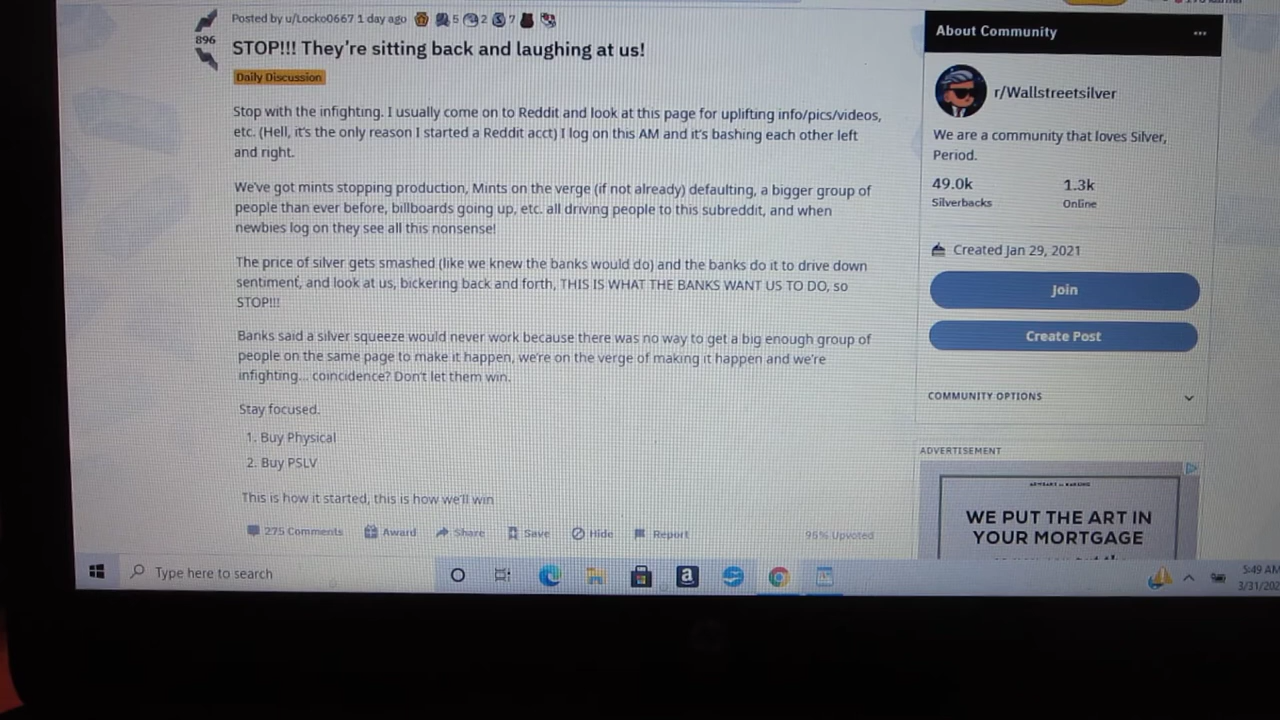 Posted by u/Locko0667 1 day ago 5 2 7
896
STOP!!! They're sitting back and laughing at us!
Daily Discussion
Stop with the infighting. I usually come on to Reddit and look at this page for uplifting info/pics/videos,
etc. (Hell, it's the only reason I started a Reddit acct) I log on this AM and it's bashing each other left
and right.
We've got mints stopping production, Mints on the verge (if not already) defaulting, a bigger group of
people than ever before, billboards going up, etc. all driving people to this subreddit, and when
newbies log on they see all this nonsense!
The price of silver gets smashed (like we knew the banks would do) and the banks do it to drive down
sentiment, and look at us, bickering back and forth, THIS IS WHAT THE BANKS WANT US TO DO, so
STOP!!!
Banks said a silver squeeze would never work because there was no way to get a big enough group of
people on the same page to make it happen, we're on the verge of making it happen and we're
infighting... coincidence? Don't let them win.
Stay focused.
1. Buy Physical
2. Buy PSLV
This is how it started, this is how we'll win
275 Comments Award Share Save Hide Report 95% Upvoted
About Community
r/Wallstreetsilver
We are a community that loves Silver,
Period.
49.0k 1.3k
Silverbacks Online
Created Jan 29, 2021
Join
Create Post
COMMUNITY OPTIONS
ADVERTISEMENT
WE PUT THE ART IN
YOUR MORTGAGE
Type here to search
a
5:49 AM
3/31/202